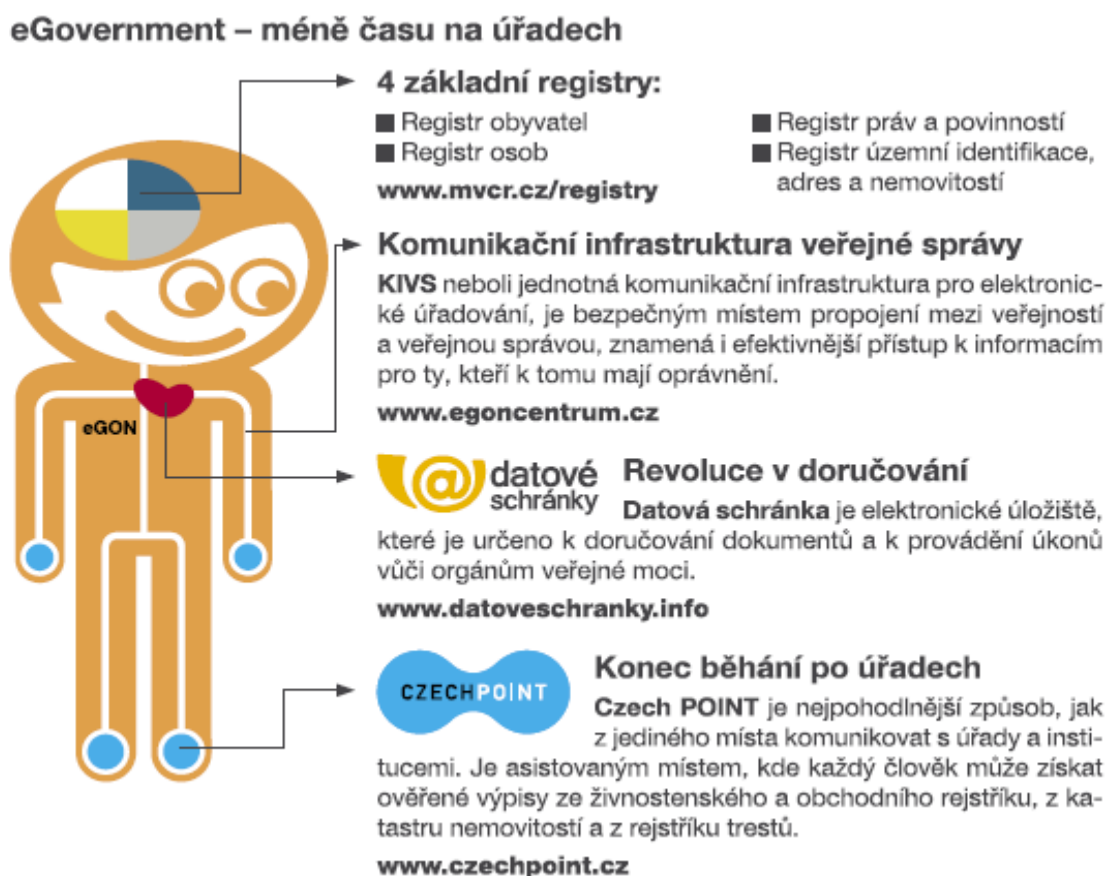 eGovernment – méně času na úřadech
4 základní registry:
■ Registr obyvatel
■ Registr osob
■ Registr práv a povinností
■ Registr územní identifikace,
adres a nemovitostí
www.mvcr.cz/registry
Komunikační infrastruktura veřejné správy
KIVS neboli jednotná komunikační infrastruktura pro elektronic-
ké úřadování, je bezpečným místem propojení mezi veřejností
a veřejnou správou, znamená i efektivnější přístup k informacím
pro ty, kteří k tomu mají oprávnění.
www.egoncentrum.cz
eGON
@ datové
schránky
Revoluce v doručování
Datová schránka je elektronické úložiště,
které je určeno k doručování dokumentů a k provádění úkonů
vůči orgánům veřejné moci.
www.datoveschranky.info
CZECHPOINT
Konec běhání po úřadech
Czech POINT je nejpohodlnější způsob, jak
z jediného místa komunikovat s úřady a insti-
tucemi. Je asistovaným místem, kde každý člověk může získat
ověřené výpisy ze živnostenského a obchodního rejstříku, z ka-
tastru nemovitostí a z rejstříku trestů.
www.czechpoint.cz